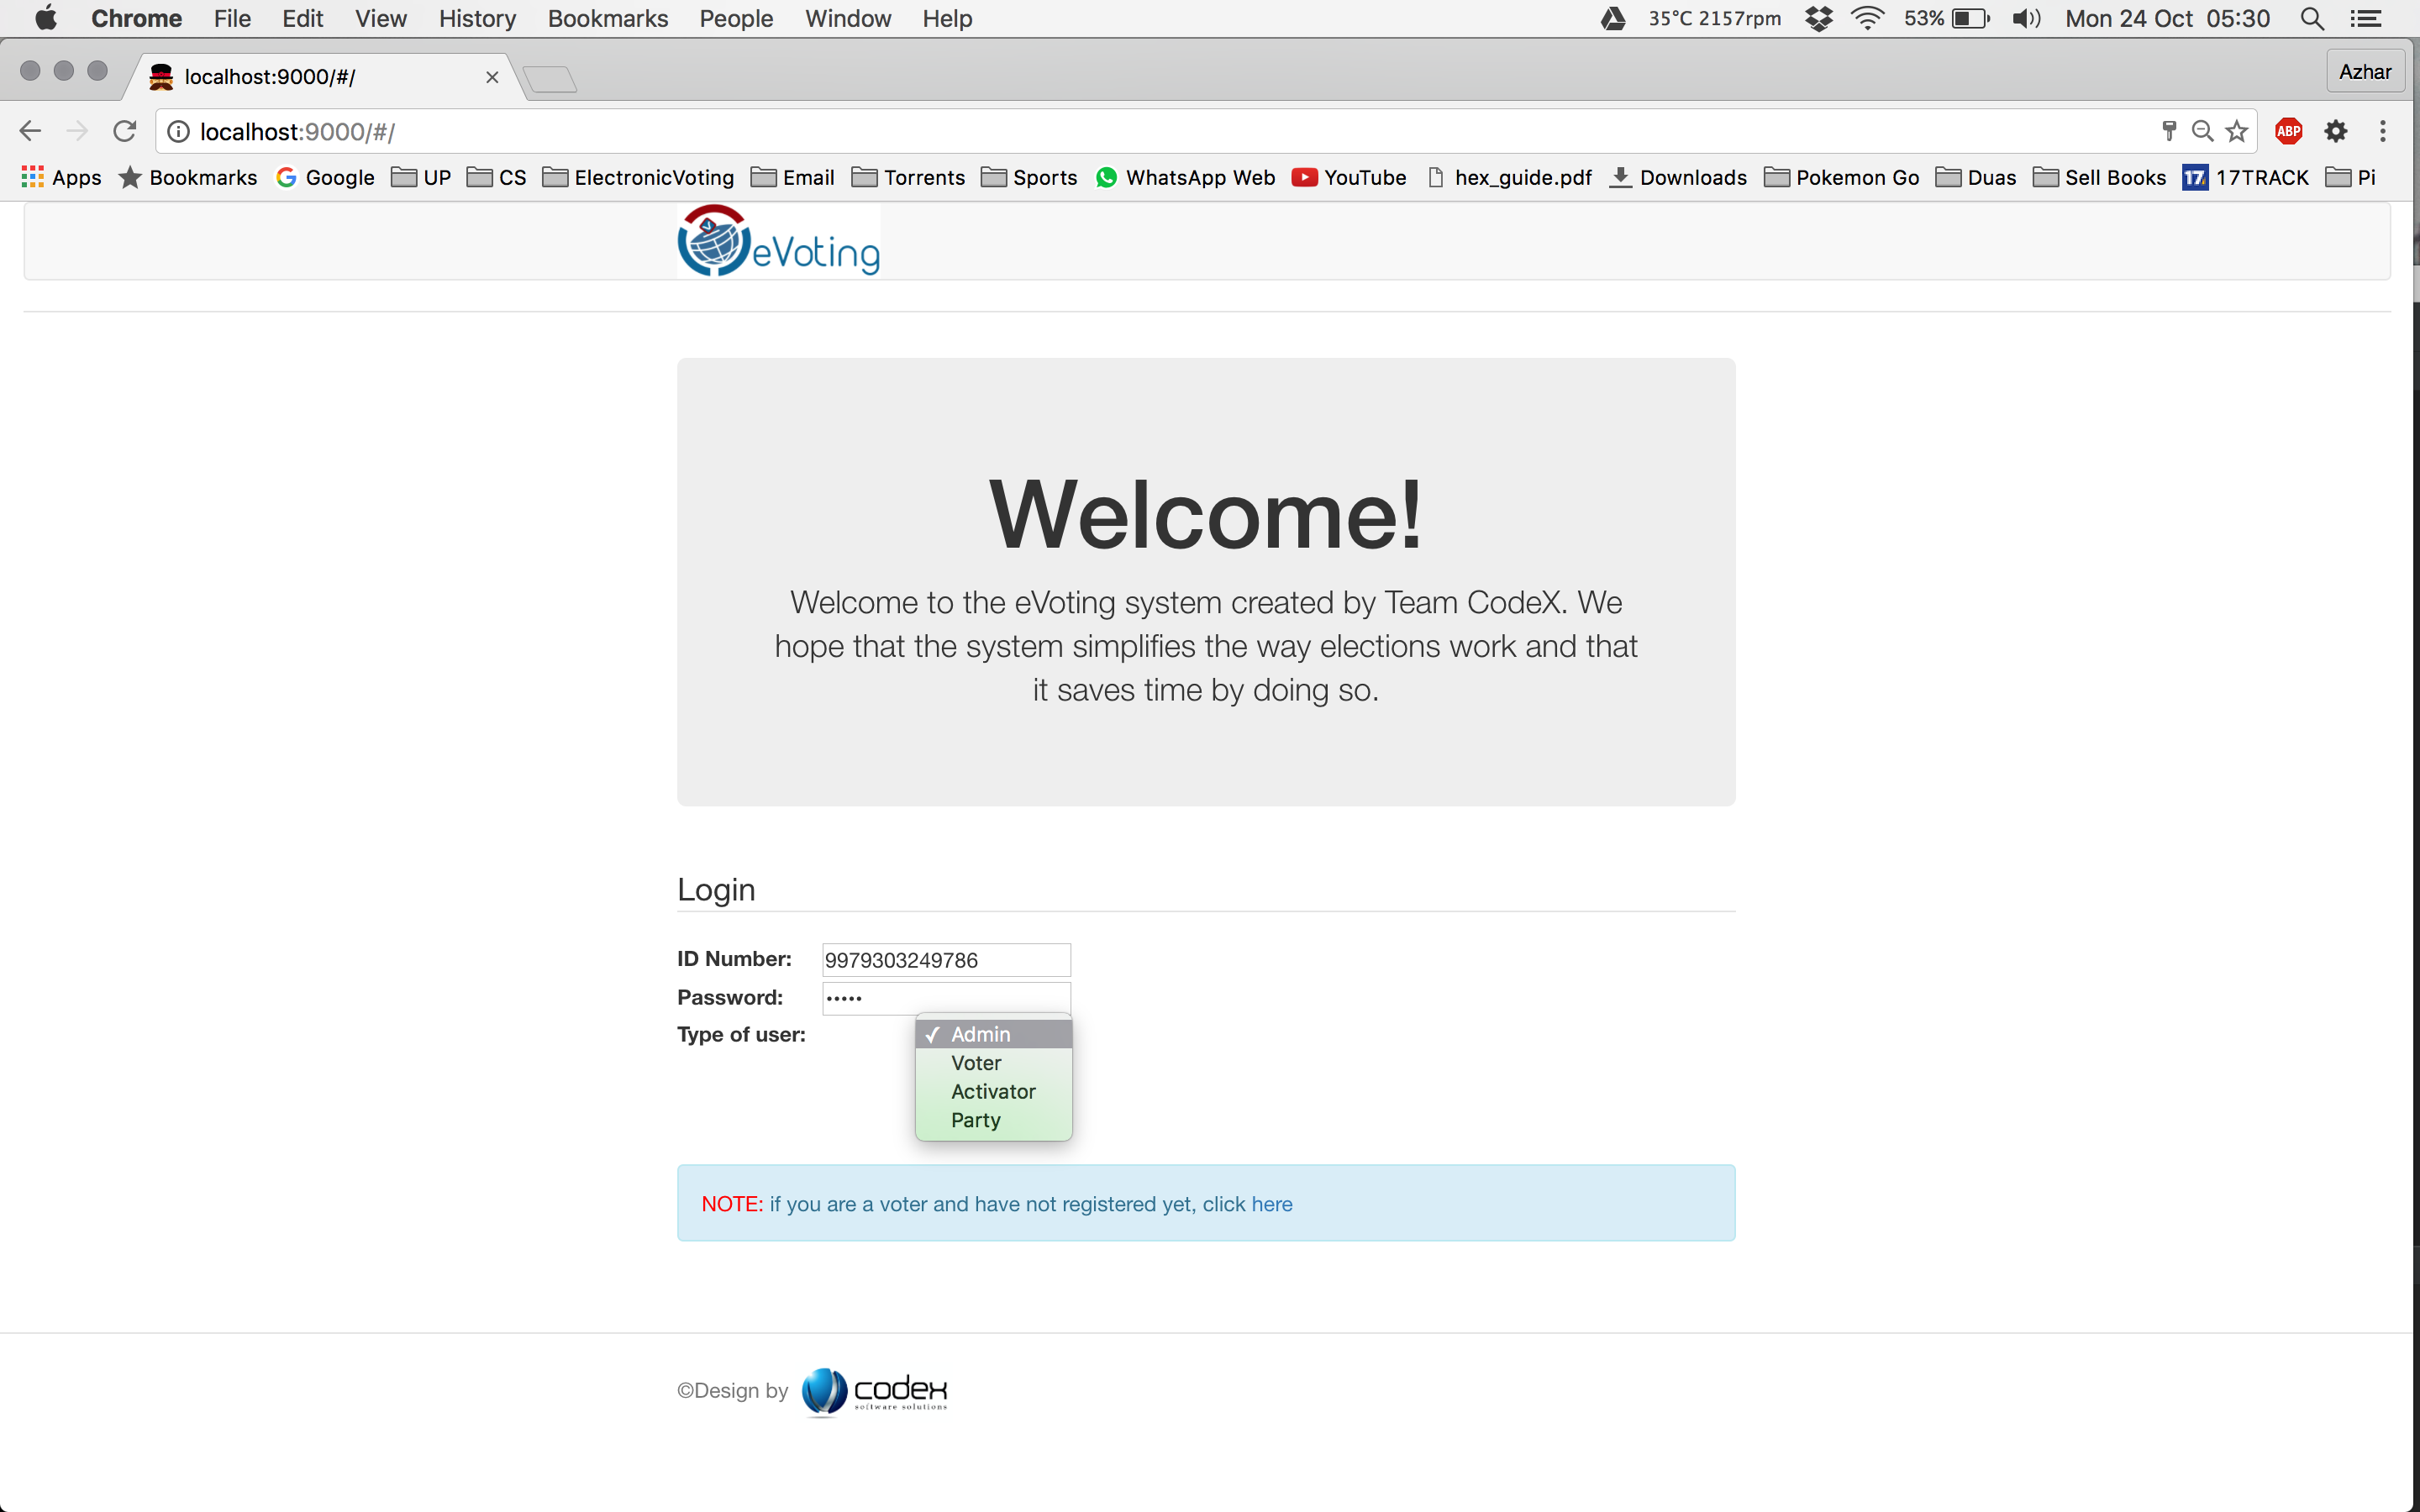 Chrome File Edit View History Bookmarks People Window Help 35°C 2157rpm 53% Mon 24 Oct 05:30
localhost:9000/#/ Azhar
localhost:9000/#/ ABP
Apps Bookmarks Google UP CS ElectronicVoting Email Torrents Sports WhatsApp Web YouTube hex_guide.pdf Downloads Pokemon Go Duas Sell Books 17 17TRACK Pi
eVoting
Welcome!
Welcome to the eVoting system created by Team CodeX. We
hope that the system simplifies the way elections work and that
it saves time by doing so.
Login
ID Number: 9979303249786
Password: •••••
Type of user: ✓ Admin
Voter
Activator
Party
NOTE: if you are a voter and have not registered yet, click here
©Design by codex
software solutions